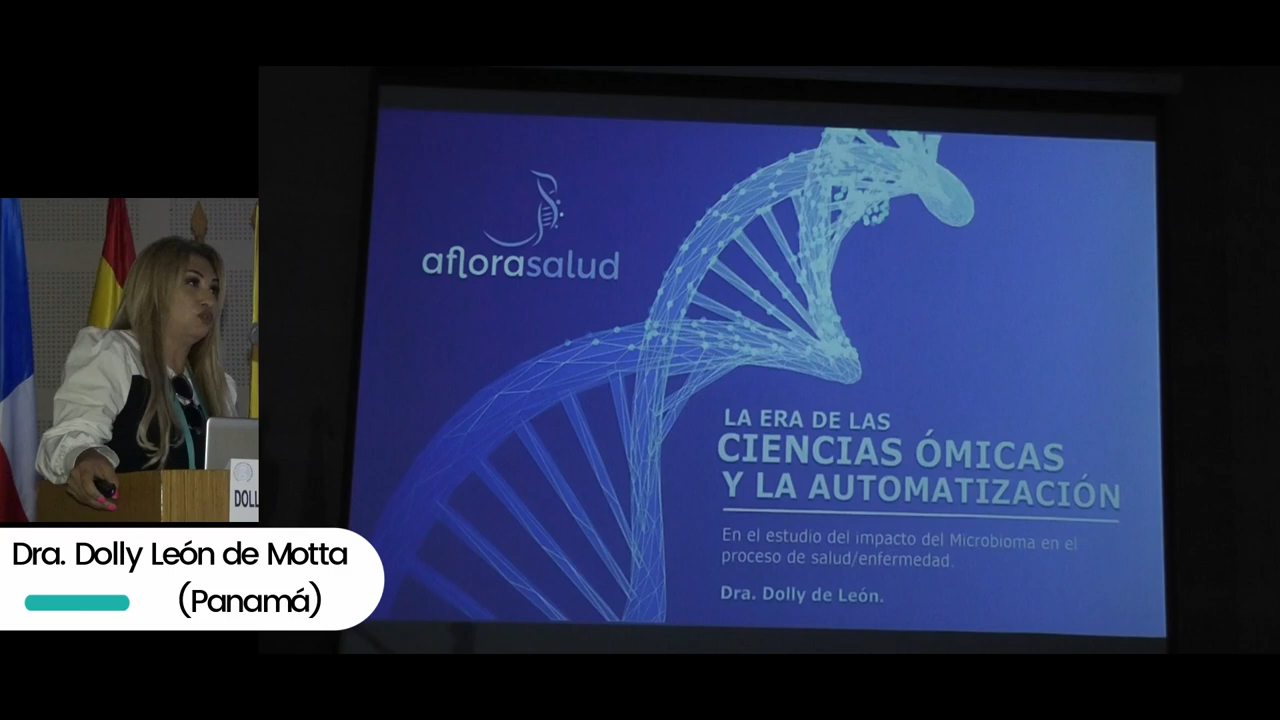 aflorasalud
LA ERA DE LAS
CIENCIAS ÓMICAS
Y LA AUTOMATIZACIÓN
En el estudio del impacto del Microbioma en el
proceso de salud/enfermedad.
Dra. Dolly de León.
DOLL
Dra. Dolly León de Motta
(Panamá)